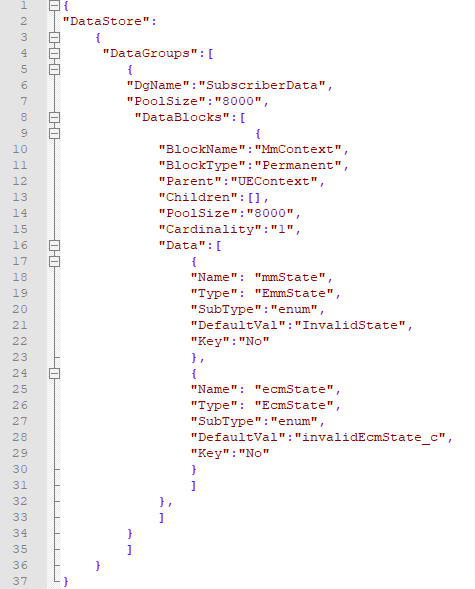 1 {
2 "DataStore":
3 {
4 "DataGroups":[
5 {
6 "DgName":"SubscriberData",
7 "PoolSize":"8000",
8 "DataBlocks":[
9 {
10 "BlockName":"MmContext",
11 "BlockType":"Permanent",
12 "Parent":"UEContext",
13 "Children":[],
14 "PoolSize":"8000",
15 "Cardinality":"1",
16 "Data":[
17 {
18 "Name": "mmState",
19 "Type": "EmmState",
20 "SubType":"enum",
21 "DefaultVal":"InvalidState",
22 "Key":"No"
23 },
24 {
25 "Name": "ecmState",
26 "Type": "EcmState",
27 "SubType":"enum",
28 "DefaultVal":"invalidEcmState_c",
29 "Key":"No"
30 }
31 ]
32 },
33 ]
34 }
35 ]
36 }
37 }